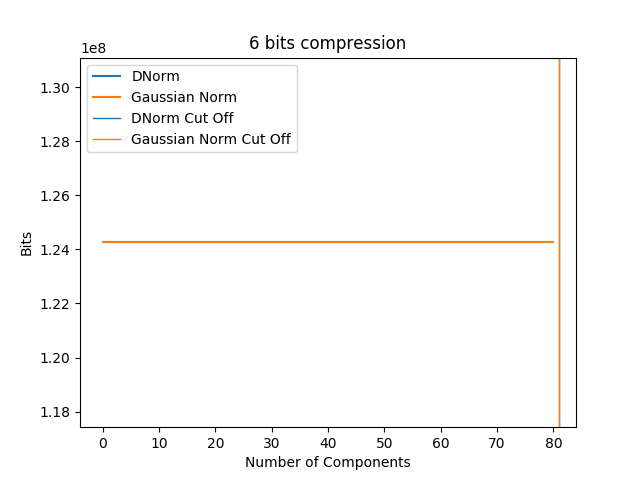 6 bits compression
1e8
DNorm
Gaussian Norm
DNorm Cut Off
Gaussian Norm Cut Off
1.30
1.28
1.26
1.24
1.22
1.20
1.18
Bits
0 10 20 30 40 50 60 70 80
Number of Components